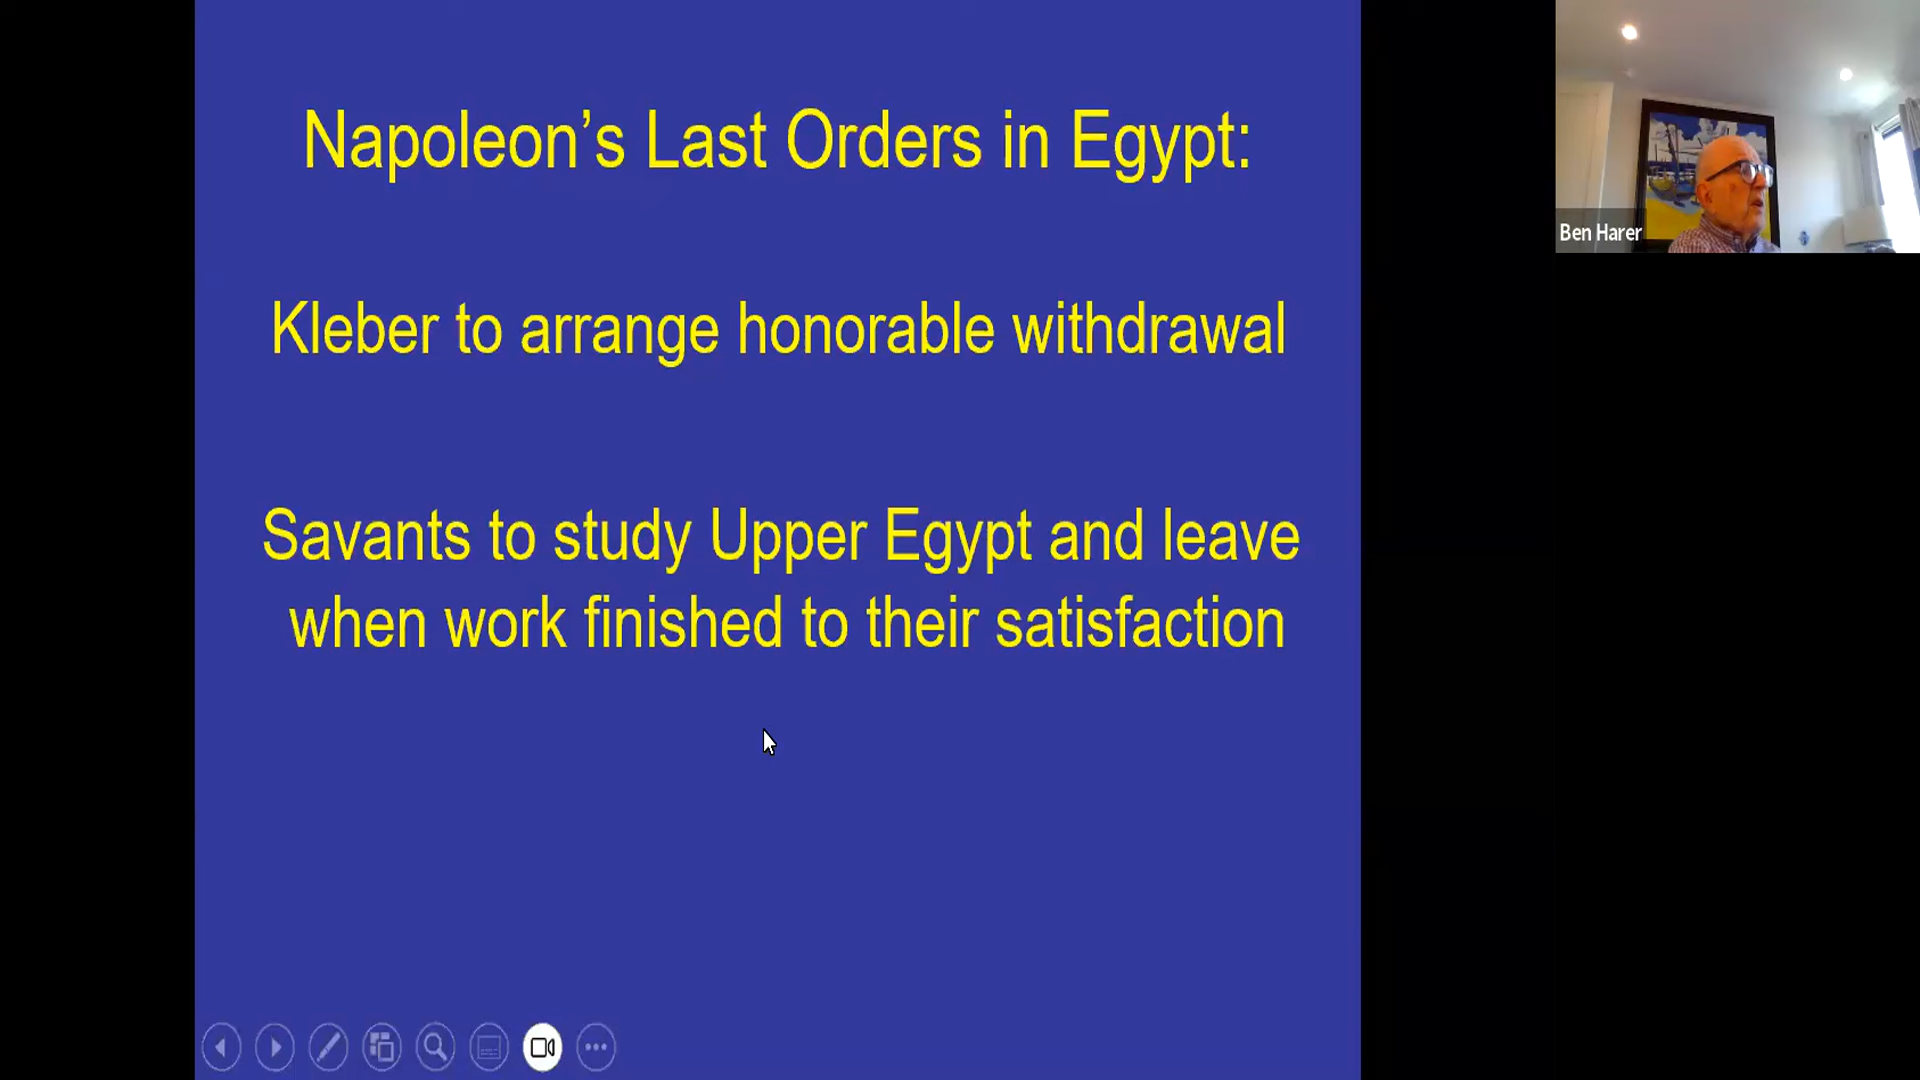 Napoleon’s Last Orders in Egypt:
Kleber to arrange honorable withdrawal
Savants to study Upper Egypt and leave
when work finished to their satisfaction
Ben Harer